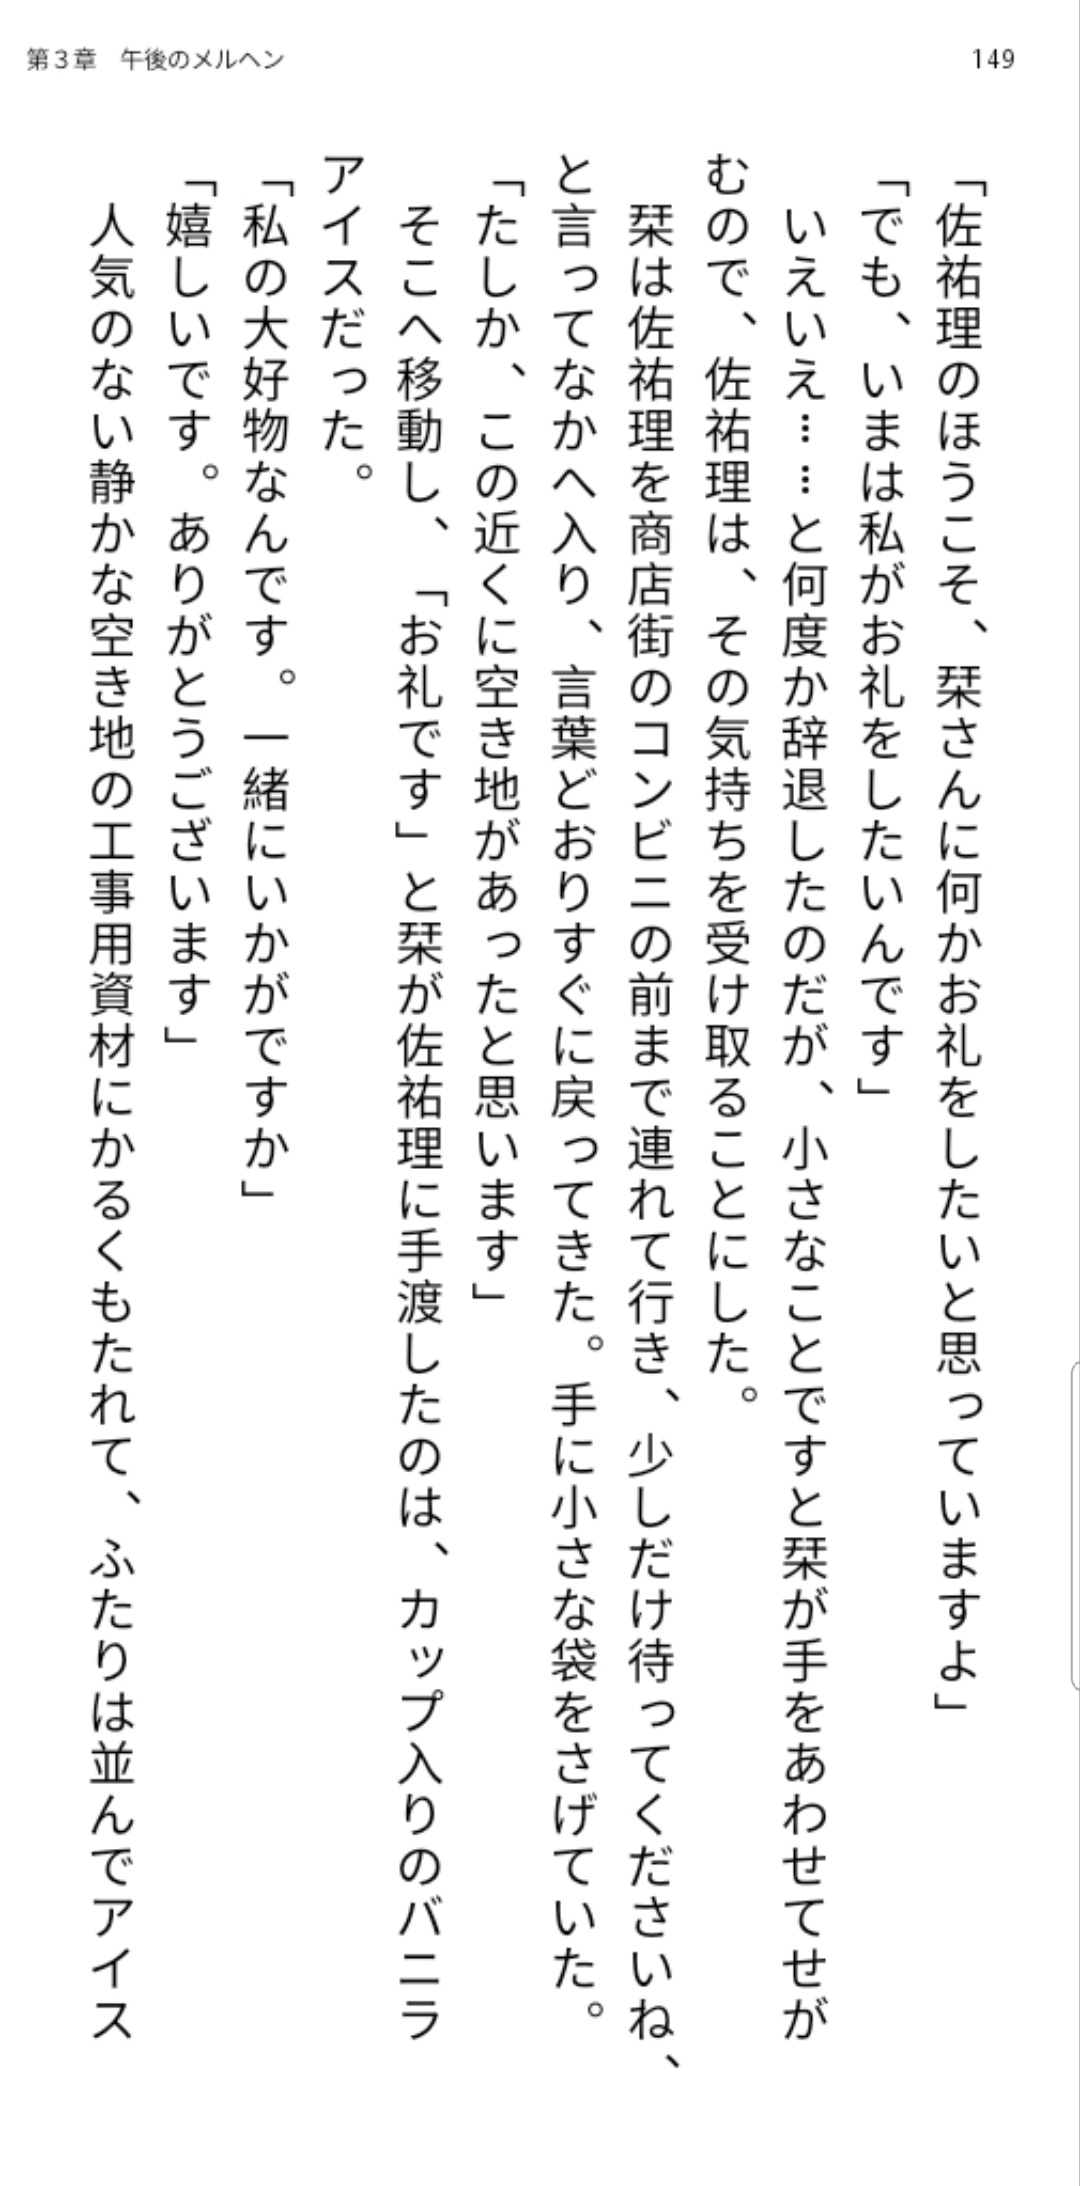 第３章　午後のメルヘン
149
「佐祐理のほうこそ、栞さんに何かお礼をしたいと思っていますよ」
「でも、いまは私がお礼をしたいんです」
　いえいえ……と何度か辞退したのだが、小さなことですと栞が手をあわせてせが
むので、佐祐理は、その気持ちを受け取ることにした。
　栞は佐祐理を商店街のコンビニの前まで連れて行き、少しだけ待ってくださいね、
と言ってなかへ入り、言葉どおりすぐに戻ってきた。手に小さな袋をさげていた。
「たしか、この近くに空き地があったと思います」
　そこへ移動し、「お礼です」と栞が佐祐理に手渡したのは、カップ入りのバニラ
アイスだった。
「私の大好物なんです。一緒にいかがですか」
「嬉しいです。ありがとうございます」
　人気のない静かな空き地の工事用資材にかるくもたれて、ふたりは並んでアイス